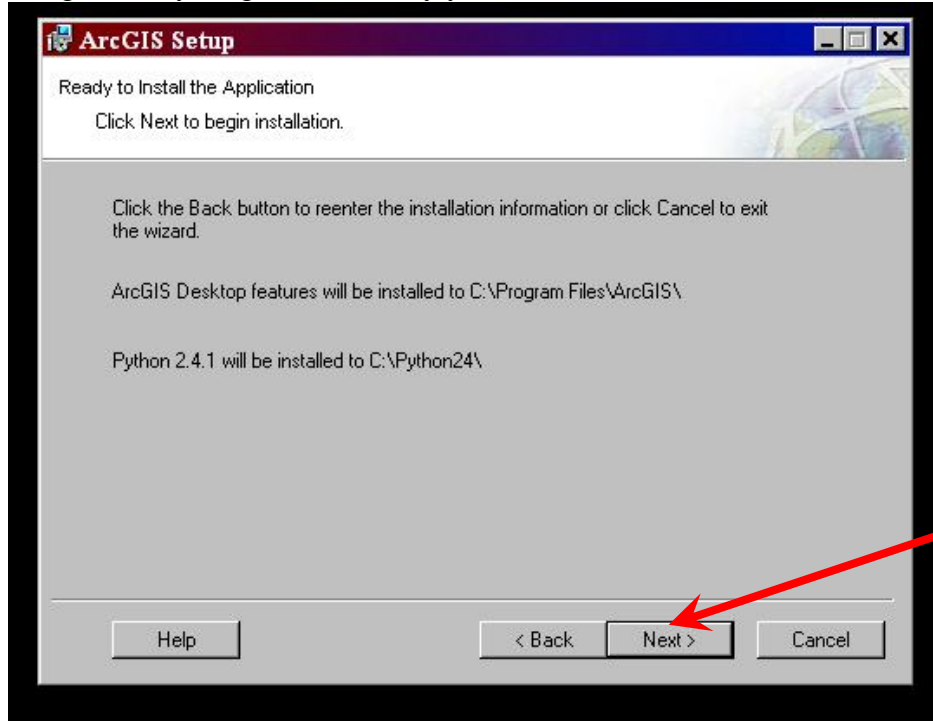 ArcGIS Setup
Ready to Install the Application
Click Next to begin installation.
Click the Back button to reenter the installation information or click Cancel to exit
the wizard.
ArcGIS Desktop features will be installed to C:\Program Files\ArcGIS\
Python 2.4.1 will be installed to C:\Python24\
Help
< Back
Next >
Cancel